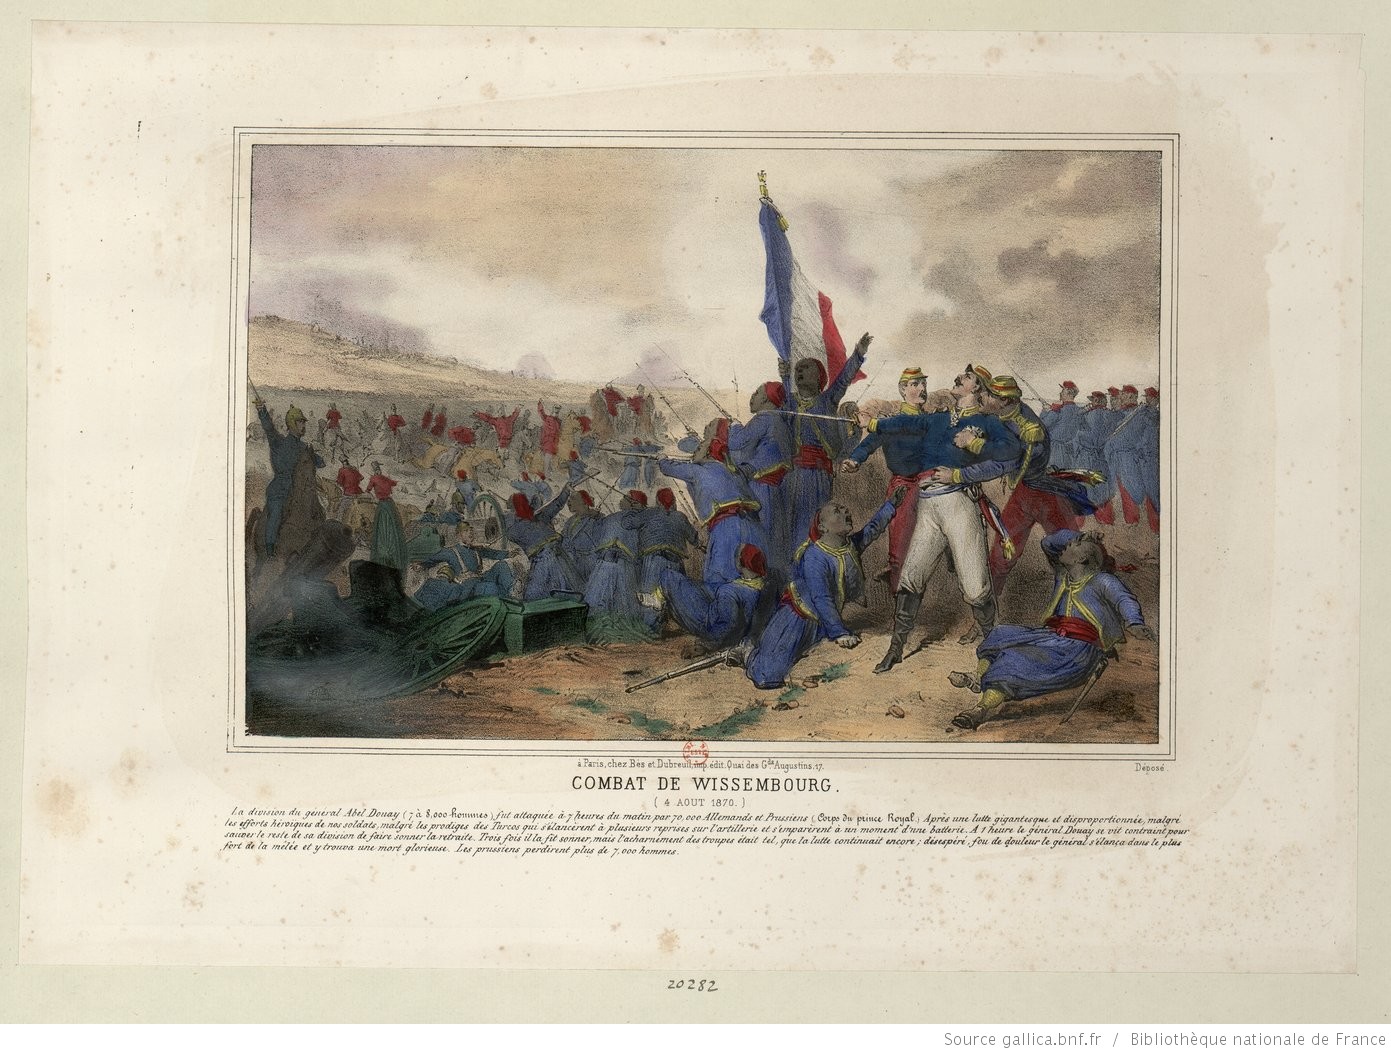 à Paris, chez Bès et Dubreuil, imp. édit. Quai des Gds Augustins, 17.
Déposé.
COMBAT DE WISSEMBOURG.
( 4 AOUT 1870. )
La division du général Abel Douay ( 7 à 8,000 hommes ) fut attaquée à 7 heures du matin par 70,000 Allemands et Prussiens ( Corps du prince Royal ) Après une lutte gigantesque et disproportionnée, malgré
les efforts héroïques de nos soldats, malgré les prodiges des Turcos qui s'élancèrent à plusieurs reprises sur l'artillerie et s'emparèrent à un moment d'une batterie. A 1 heure le général Douay se vit contraint pour
sauver le reste de sa division de faire sonner la retraite. Trois fois il la fit sonner, mais l'acharnement des troupes était tel, que la lutte continuait encore ; désespéré, fou de douleur le général s'élança dans le plus
fort de la mêlée et y trouva une mort glorieuse. Les prussiens perdirent plus de 7,000 hommes.
20282
Source gallica.bnf.fr / Bibliothèque nationale de France